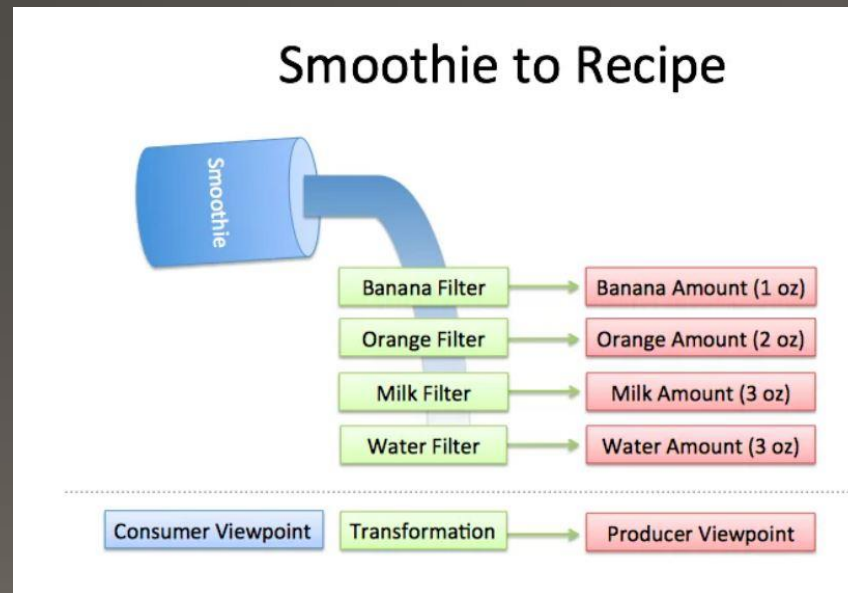 Smoothie to Recipe
Smoothie
Banana Filter
Banana Amount (1 oz)
Orange Filter
Orange Amount (2 oz)
Milk Filter
Milk Amount (3 oz)
Water Filter
Water Amount (3 oz)
Consumer Viewpoint
Transformation
Producer Viewpoint